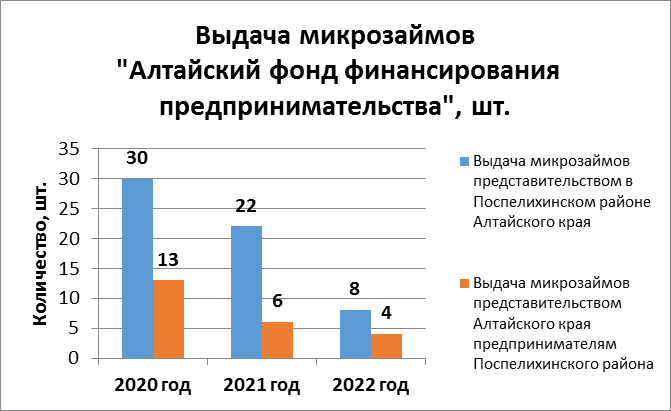 Выдача микрозаймов
"Алтайский фонд финансирования
предпринимательства", шт.
Количество, шт.
35
30
25
20
15
10
5
0
30
13
22
6
8
4
2020 год
2021 год
2022 год
Выдача микрозаймов
представительством в
Поспелихинском районе
Алтайского края
Выдача микрозаймов
представительством
Алтайского края
предпринимателям
Поспелихинского района